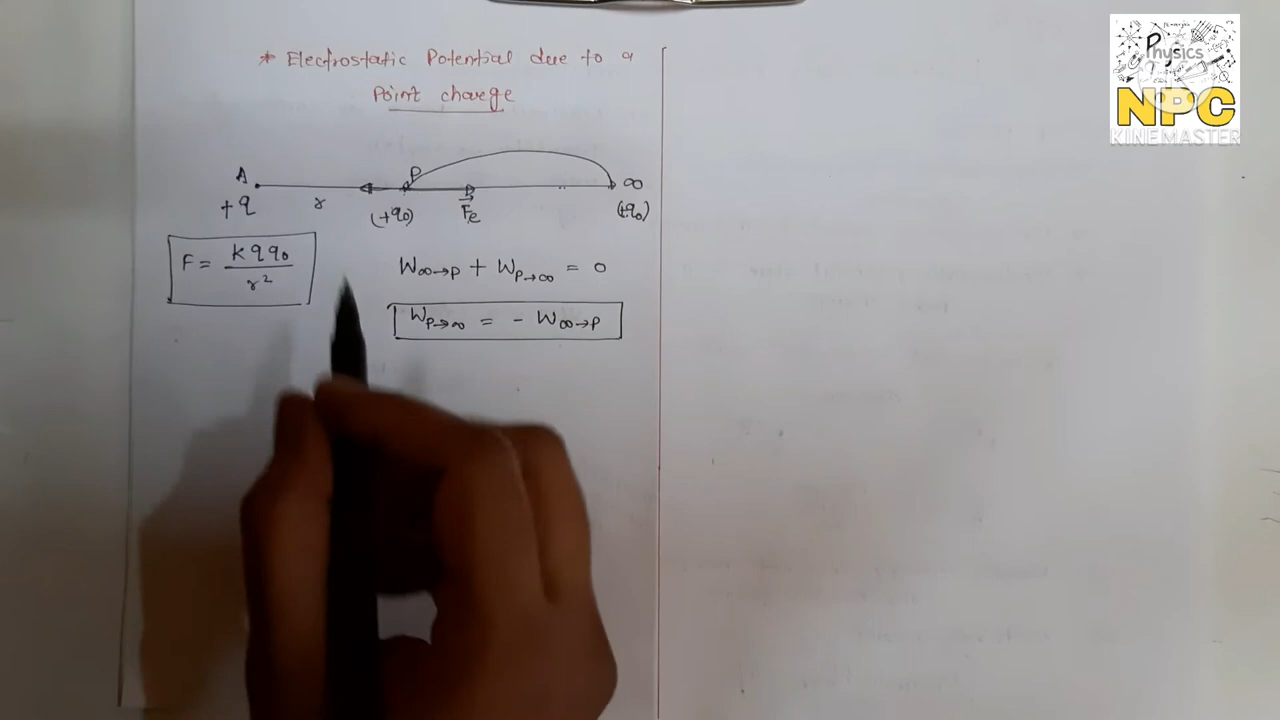 * Electrostatic Potential due to a
Point charge
A
P
∞
+q
r
(+q₀)
F⃗e
(+q₀)
F = kqq₀/r²
W∞→P + WP→∞ = 0
WP→∞ = - W∞→P
Physics
NPC
KINEMASTER